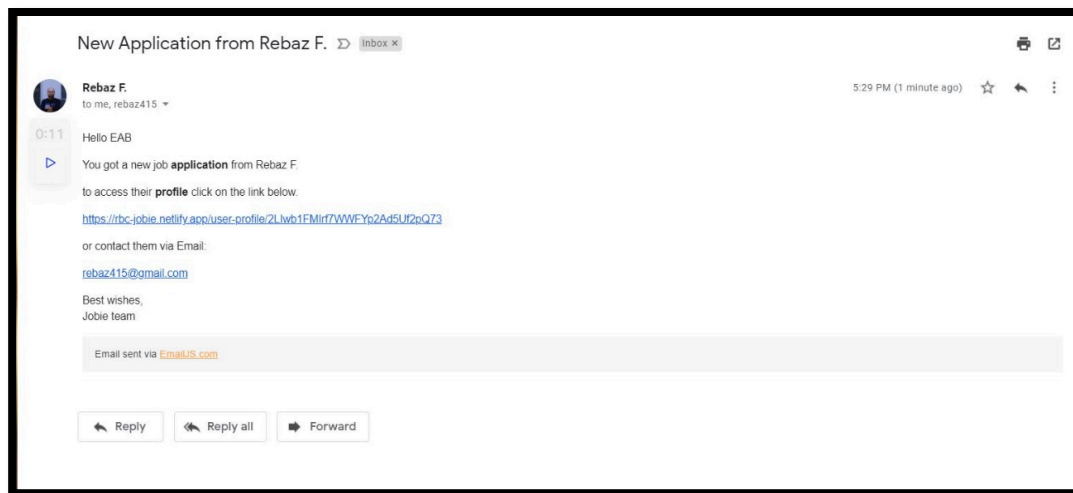 New Application from Rebaz F. Inbox ×
Rebaz F.
5:29 PM (1 minute ago)
to me, rebaz415
0:11
Hello EAB
You got a new job application from Rebaz F.
to access their profile click on the link below.
https://rbc-jobie.netlify.app/user-profile/2LIwb1FMIrf7WWFYp2Ad5Uf2pQ73
or contact them via Email:
rebaz415@gmail.com
Best wishes,
Jobie team
Email sent via EmailJS.com
Reply Reply all Forward